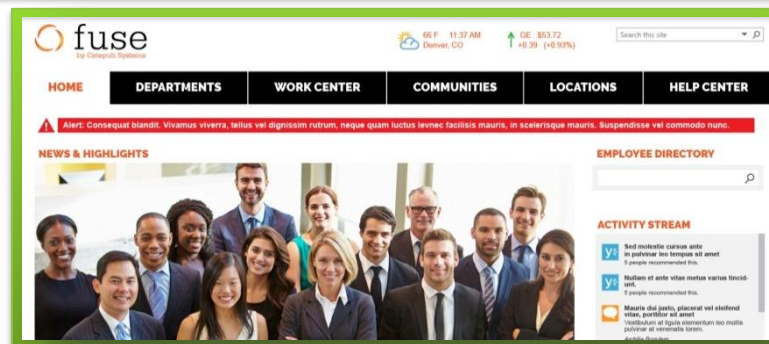 fuse
by Catapult Systems
66 F 11:37 AM
Denver, CO
GE $53.72
+0.39 (+0.93%)
Search this site
HOME DEPARTMENTS WORK CENTER COMMUNITIES LOCATIONS HELP CENTER
Alert: Consequat blandit. Vivamus viverra, tellus vel dignissim rutrum, neque quam luctus levnec facilisis mauris, in scelerisque mauris. Suspendisse vel commodo nunc.
NEWS & HIGHLIGHTS
EMPLOYEE DIRECTORY
ACTIVITY STREAM
Sed molestie cursus ante
in pulvinar leo tempus sit amet
5 people recommended this.
Nullam et ante vitae metus varius tincid-
unt.
5 people recommended this.
Mauris dui justo, placerat vel eleifend
vitae, porttitor sit amet
Vestibulum at ligula elementum leo mollis
pulvinar at venenatis lorem.